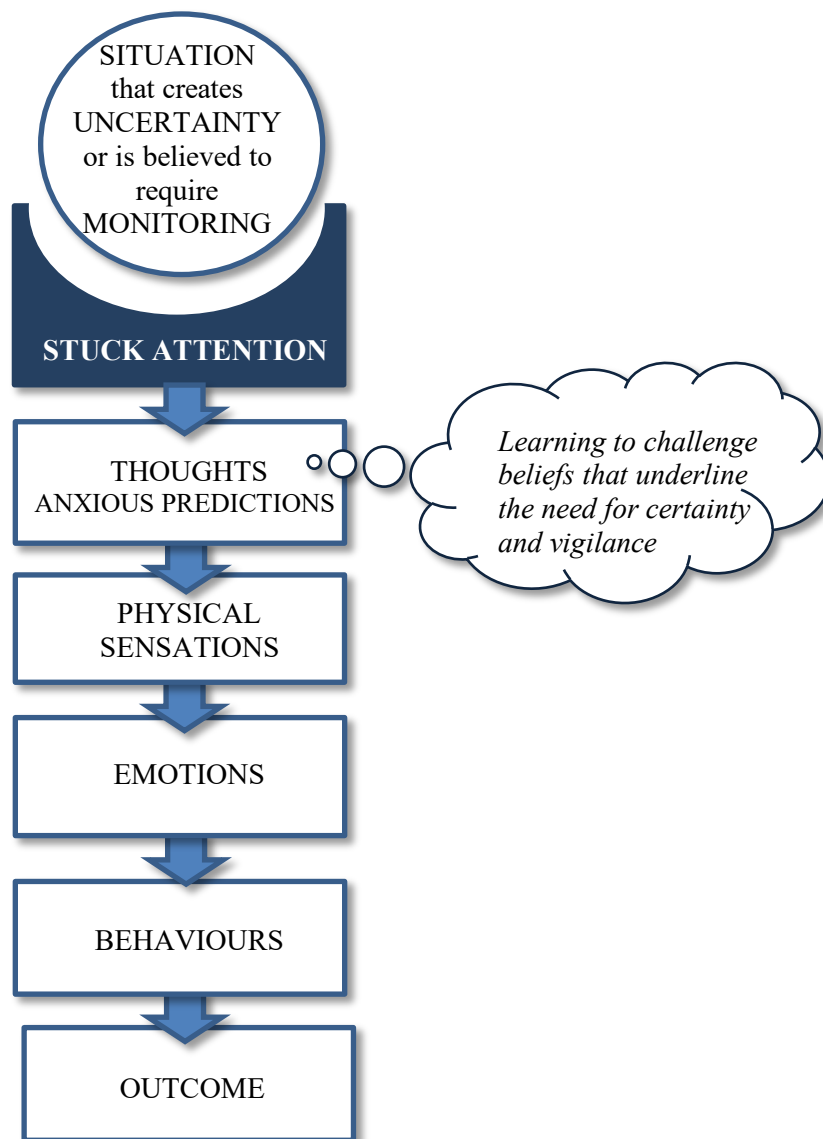 SITUATION
that creates
UNCERTAINTY
or is believed to
require
MONITORING
STUCK ATTENTION
THOUGHTS
ANXIOUS PREDICTIONS
Learning to challenge
beliefs that underline
the need for certainty
and vigilance
PHYSICAL
SENSATIONS
EMOTIONS
BEHAVIOURS
OUTCOME